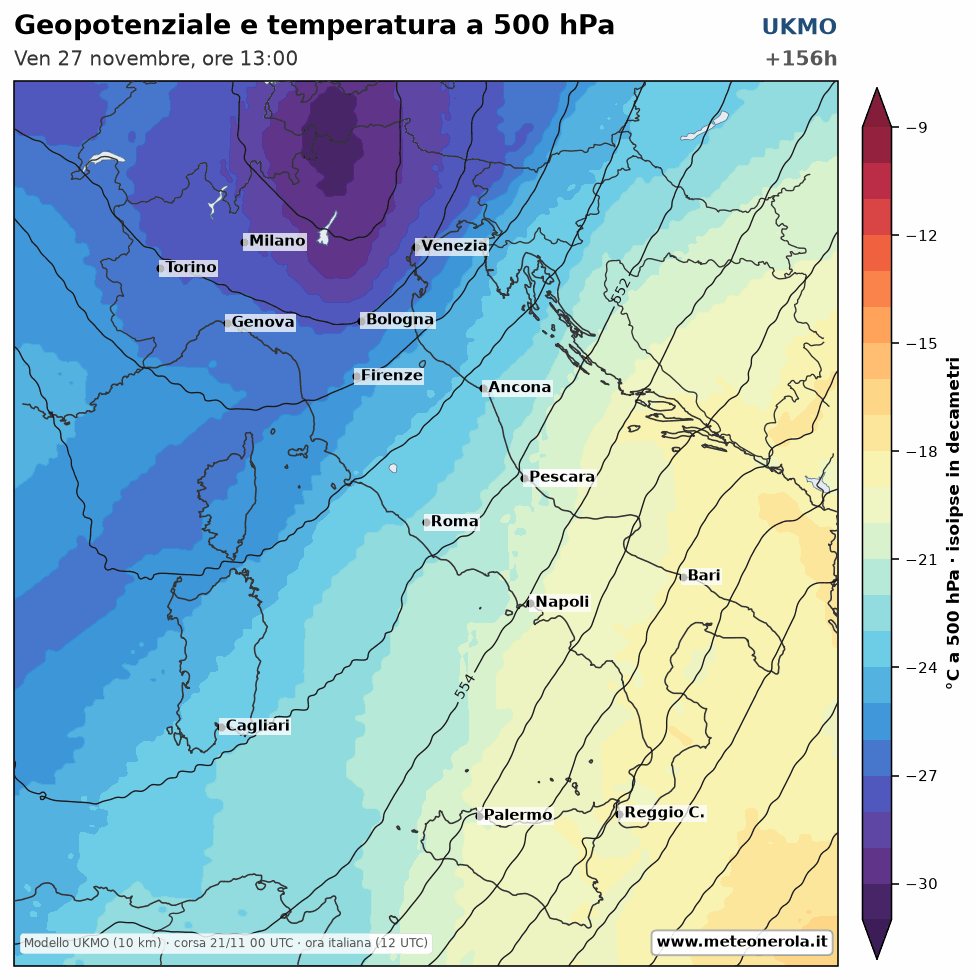 Geopotenziale e temperatura a 500 hPa
UKMO
Ven 27 novembre, ore 13:00
+156h
Milano
Venezia
Torino
Genova
Bologna
Firenze
Ancona
Pescara
Roma
Bari
Napoli
Cagliari
Palermo
Reggio C.
552
554
−9
−12
−15
−18
−21
−24
−27
−30
°C a 500 hPa · isoipse in decametri
Modello UKMO (10 km) · corsa 21/11 00 UTC · ora italiana (12 UTC)
www.meteonerola.it